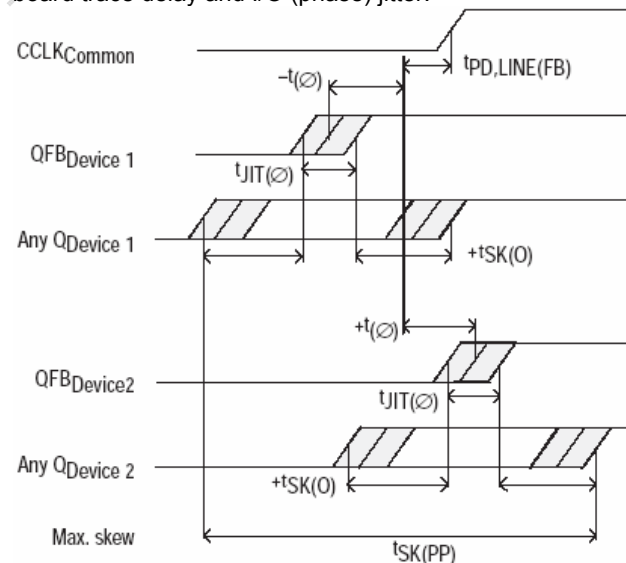 board trace delay and I/O (phase) jitter.
CCLKCommon
tPD,LINE(FB)
–t(∅)
QFBDevice 1
tJIT(∅)
Any QDevice 1
+tSK(O)
+t(∅)
QFBDevice2
tJIT(∅)
Any QDevice 2
+tSK(O)
Max. skew
tSK(PP)